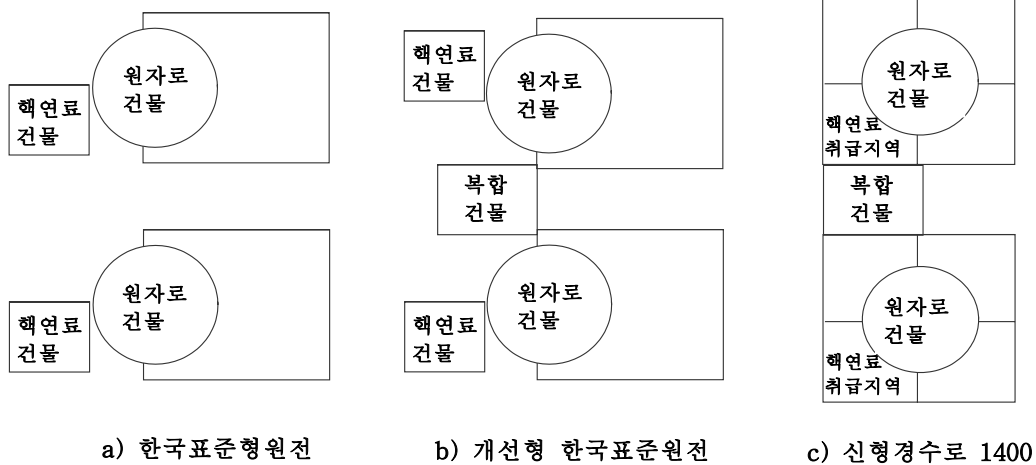 원자로
건물
핵연료
건물
원자로
건물
핵연료
건물
a) 한국표준형원전
핵연료
건물
원자로
건물
복합
건물
원자로
건물
핵연료
건물
b) 개선형 한국표준원전
원자로
건물
핵연료
취급지역
복합
건물
원자로
건물
핵연료
취급지역
c) 신형경수로 1400